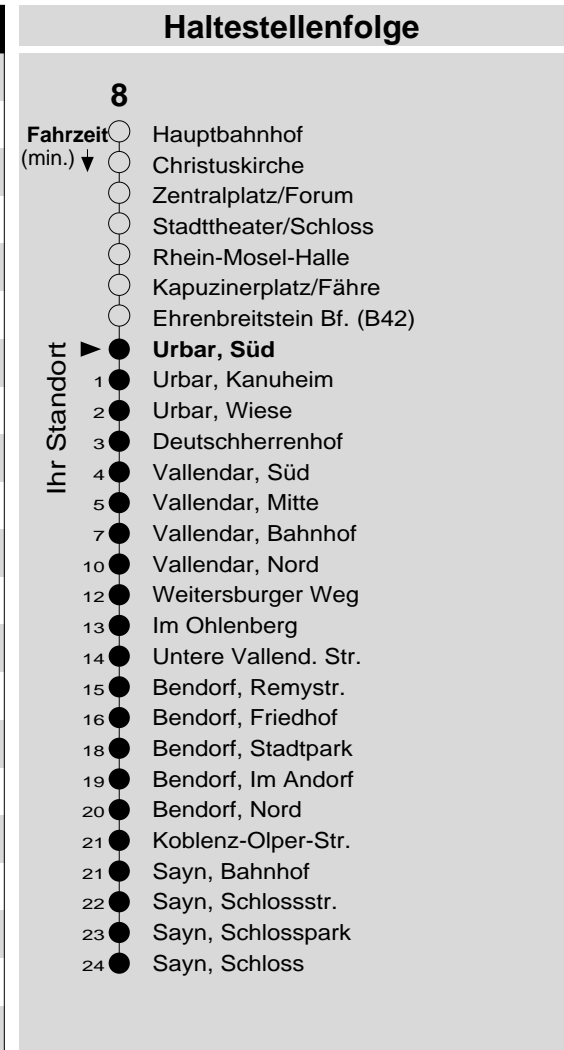 Haltestellenfolge
8
Fahrzeit Hauptbahnhof
(min.) Christuskirche
Zentralplatz/Forum
Stadttheater/Schloss
Rhein-Mosel-Halle
Kapuzinerplatz/Fähre
Ehrenbreitstein Bf. (B42)
Ihr Standort
Urbar, Süd
1 Urbar, Kanuheim
2 Urbar, Wiese
3 Deutschherrenhof
4 Vallendar, Süd
5 Vallendar, Mitte
7 Vallendar, Bahnhof
10 Vallendar, Nord
12 Weitersburger Weg
13 Im Ohlenberg
14 Untere Vallend. Str.
15 Bendorf, Remystr.
16 Bendorf, Friedhof
18 Bendorf, Stadtpark
19 Bendorf, Im Andorf
20 Bendorf, Nord
21 Koblenz-Olper-Str.
21 Sayn, Bahnhof
22 Sayn, Schlossstr.
23 Sayn, Schlosspark
24 Sayn, Schloss